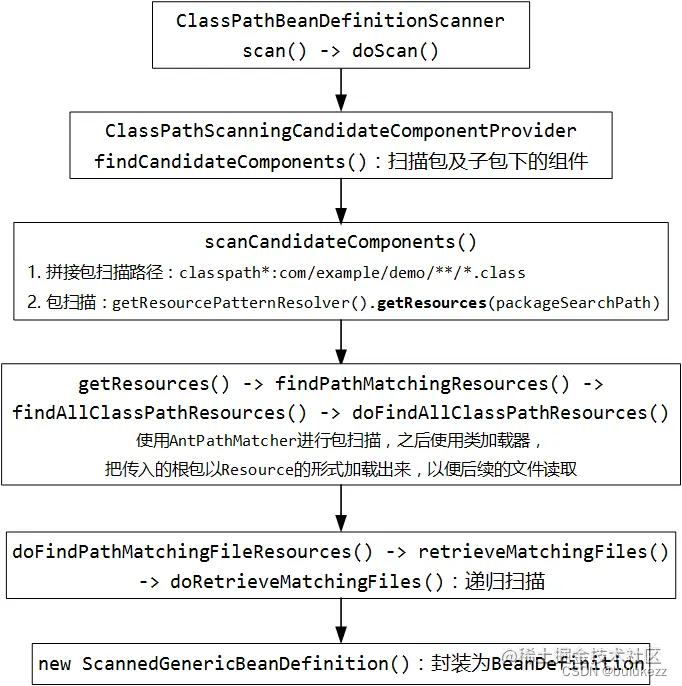 ClassPathBeanDefinitionScanner
scan() -> doScan()
ClassPathScanningCandidateComponentProvider
findCandidateComponents()：扫描包及子包下的组件
scanCandidateComponents()
1. 拼接包扫描路径：classpath*:com/example/demo/**/*.class
2. 包扫描：getResourcePatternResolver().getResources(packageSearchPath)
getResources() -> findPathMatchingResources() ->
findAllClassPathResources() -> doFindAllClassPathResources()
使用AntPathMatcher进行包扫描，之后使用类加载器，
把传入的根包以Resource的形式加载出来，以便后续的文件读取
doFindPathMatchingFileResources() -> retrieveMatchingFiles()
-> doRetrieveMatchingFiles()：递归扫描
new ScannedGenericBeanDefinition()：封装为BeanDefinition
@稀土掘金技术社区
CSDN @bulukezz